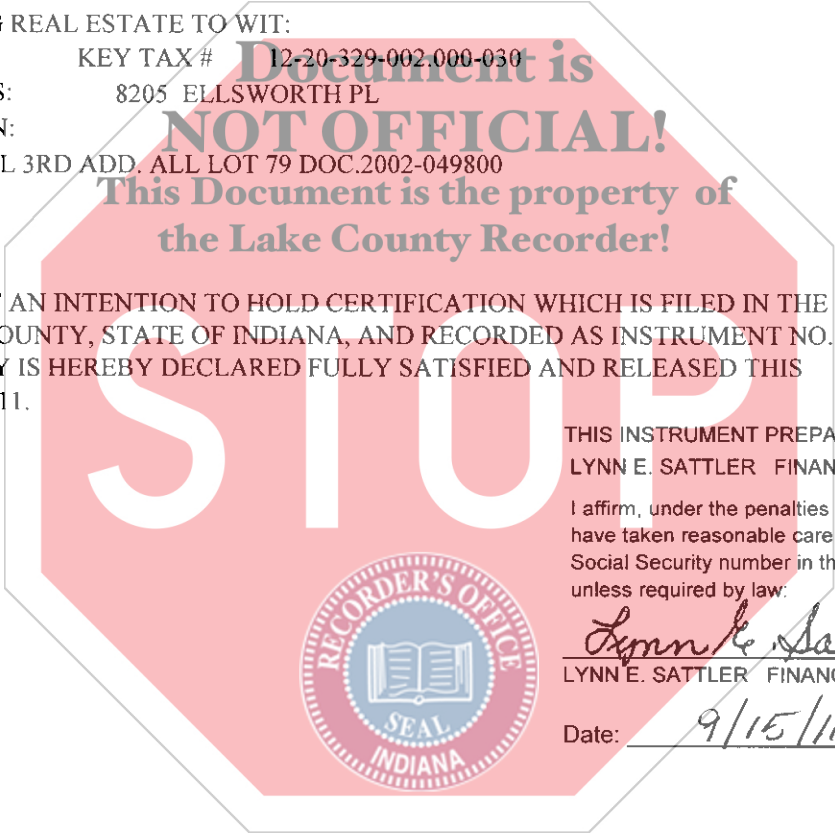 G REAL ESTATE TO WIT:
KEY TAX # 12-20-329-002.000-030
Document is
S: 8205 ELLSWORTH PL
N:
NOT OFFICIAL!
L 3RD ADD. ALL LOT 79 DOC.2002-049800
This Document is the property of
the Lake County Recorder!
AN INTENTION TO HOLD CERTIFICATION WHICH IS FILED IN THE
OUNTY, STATE OF INDIANA, AND RECORDED AS INSTRUMENT NO.
Y IS HEREBY DECLARED FULLY SATISFIED AND RELEASED THIS
11.
STOP
THIS INSTRUMENT PREPA
LYNN E. SATTLER FINAN
I affirm, under the penalties
have taken reasonable care
Social Security number in th
unless required by law:
Lynn E. Sa
LYNN E. SATTLER FINANC
Date: 9/15/11
RECORDER'S OFFICE
SEAL
INDIANA